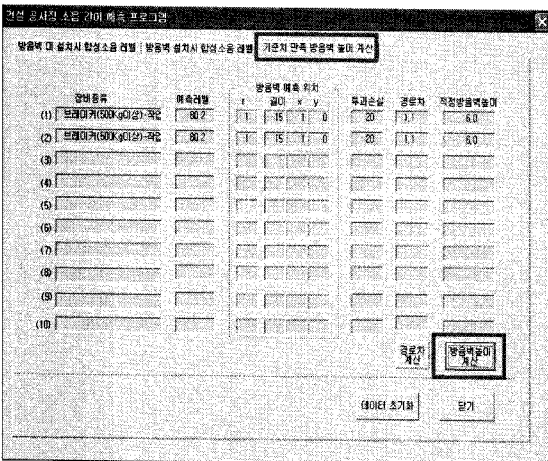 건설 공사장 소음 간이 예측 프로그램
방음벽 미 설치시 합성소음 레벨 방음벽 설치시 합성소음 레벨 기준치 만족 방음벽 높이 계산
방음벽 예측 위치
장비종류 예측레벨 r 길이 x y 투과손실 경로차 적정방음벽높이
(1) 브레이커(500Kg이상)-작업 80.2 1 15 1 0 20 1.1 6.0
(2) 브레이커(500Kg이상)-작업 80.2 1 15 1 0 20 1.1 6.0
(3)
(4)
(5)
(6)
(7)
(8)
(9)
(10)
경로차 계산 방음벽높이 계산
데이터 초기화 닫기